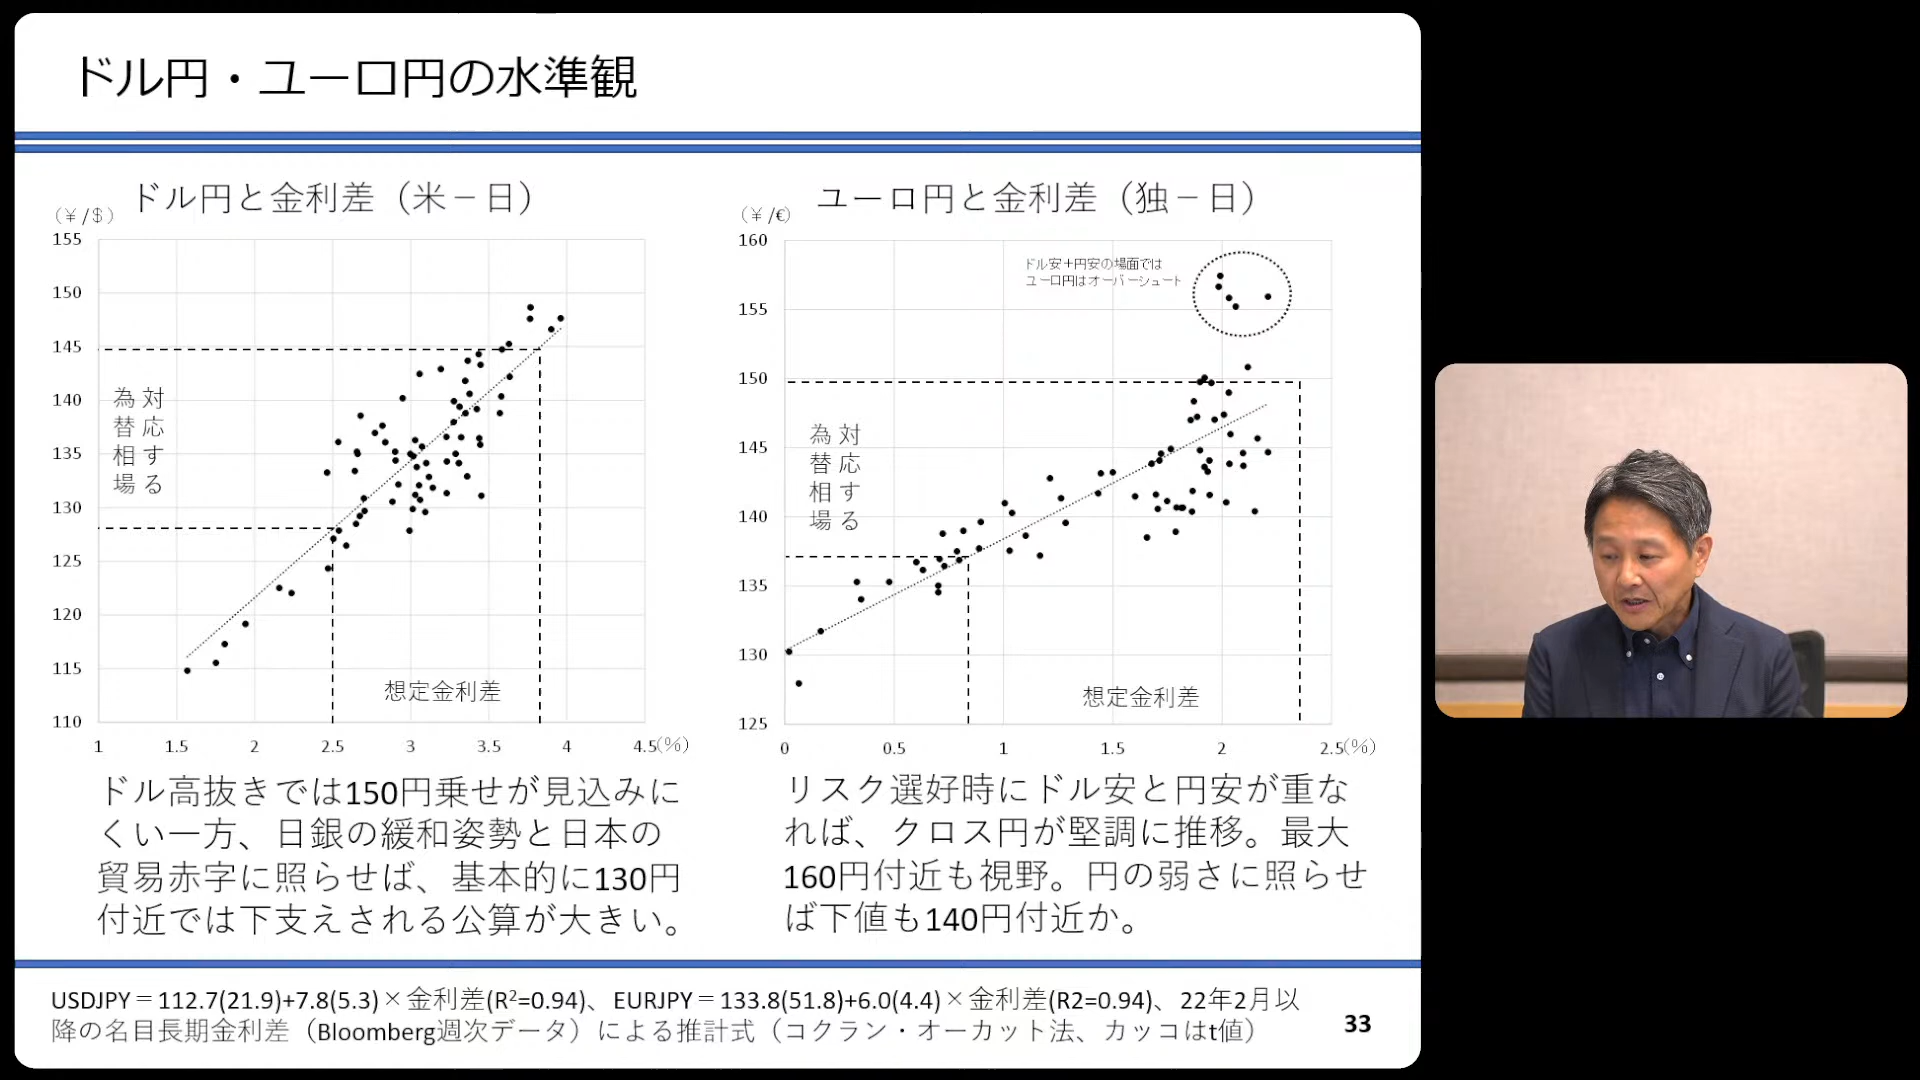 ドル円・ユーロ円の水準観
ドル円と金利差（米－日）
（￥/＄）
155
150
145
140
135
130
125
120
115
110
対応する
為替相場
想定金利差
1 1.5 2 2.5 3 3.5 4 4.5(%)
ドル高抜きでは150円乗せが見込みに
くい一方、日銀の緩和姿勢と日本の
貿易赤字に照らせば、基本的に130円
付近では下支えされる公算が大きい。
ユーロ円と金利差（独－日）
（￥/€）
160
155
150
145
140
135
130
125
ドル安＋円安の場面では
ユーロ円はオーバーシュート
対応する
為替相場
想定金利差
0 0.5 1 1.5 2 2.5(%)
リスク選好時にドル安と円安が重な
れば、クロス円が堅調に推移。最大
160円付近も視野。円の弱さに照らせ
ば下値も140円付近か。
USDJPY＝112.7(21.9)+7.8(5.3)×金利差(R²=0.94)、EURJPY＝133.8(51.8)+6.0(4.4)×金利差(R2=0.94)、22年2月以
降の名目長期金利差（Bloomberg週次データ）による推計式（コクラン・オーカット法、カッコはt値）
33